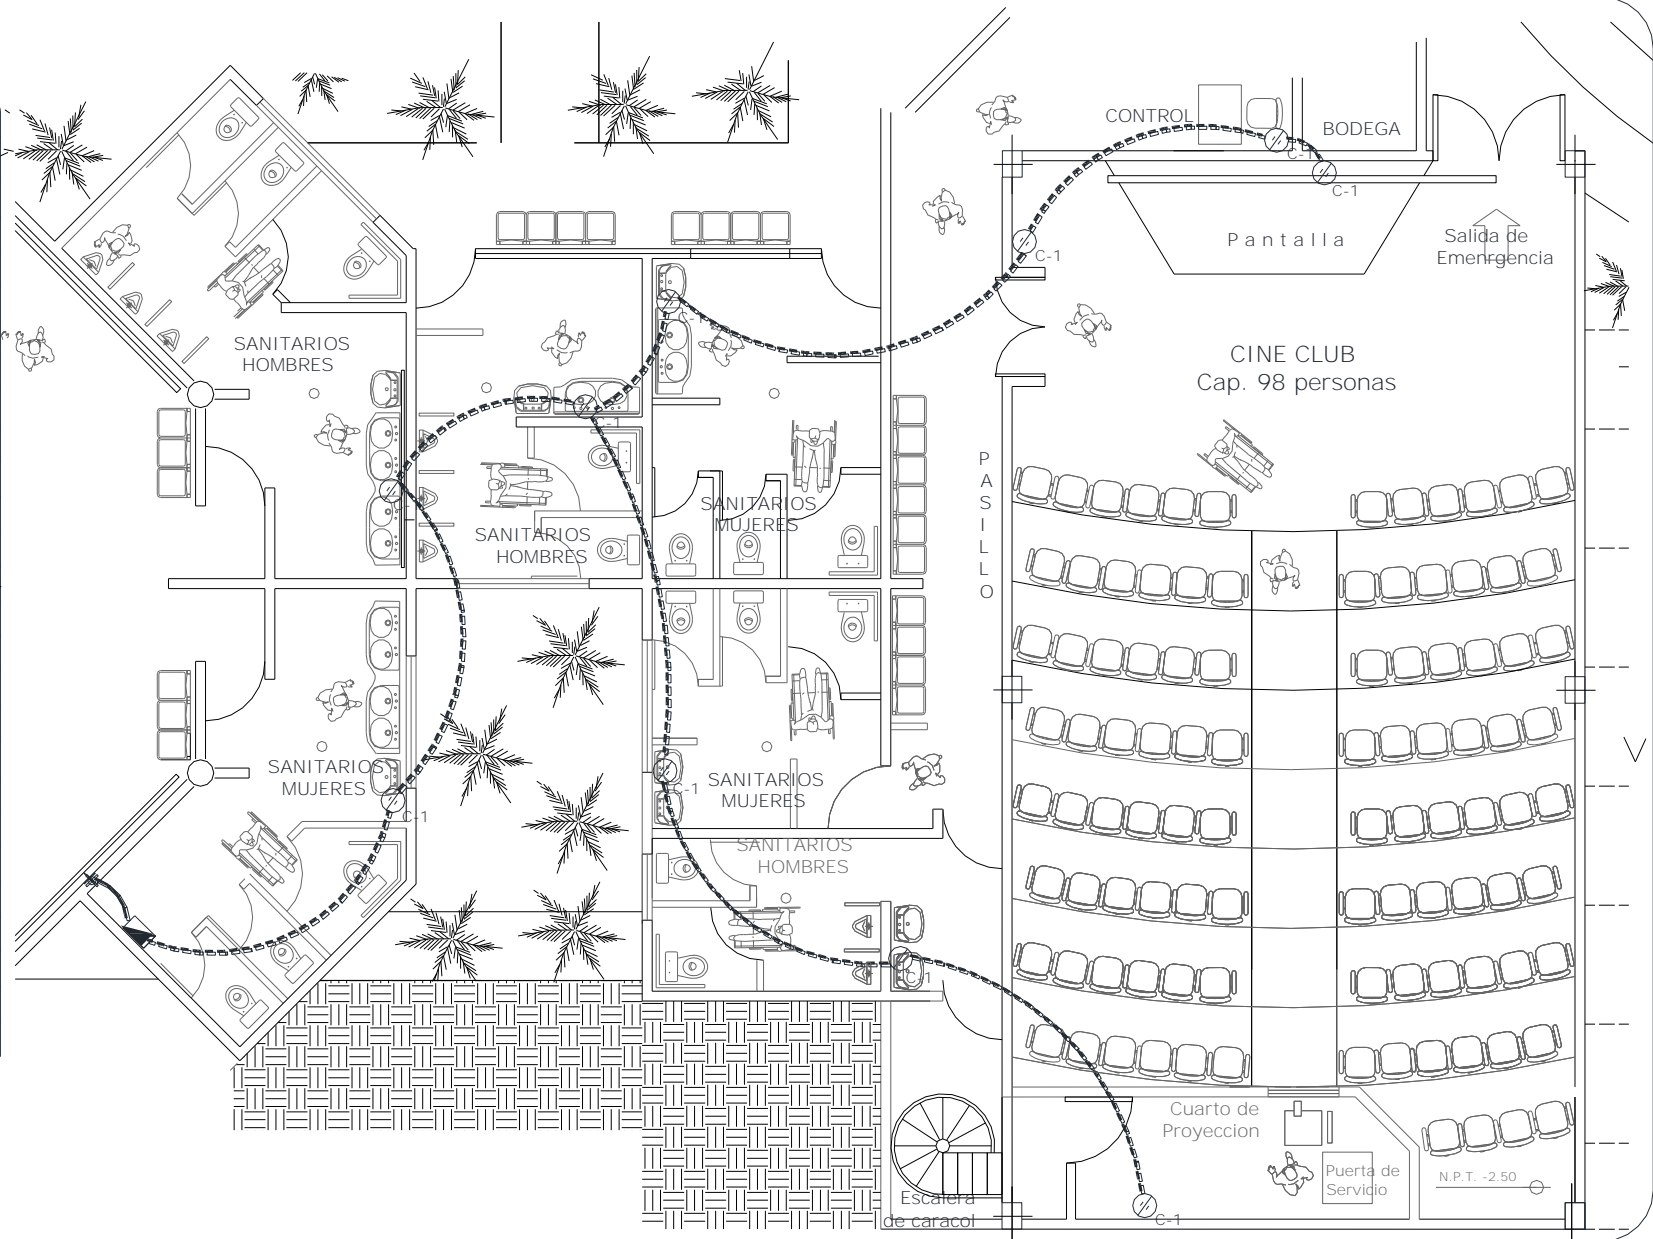 CONTROL
BODEGA
C-1
C-1
C-1
Pantalla
Salida de
Emenrgencia
SANITARIOS
HOMBRES
CINE CLUB
Cap. 98 personas
C-1
PASILLO
SANITARIOS
MUJERES
SANITARIOS
HOMBRES
SANITARIOS
MUJERES
C-1
SANITARIOS
MUJERES
C-1
SANITARIOS
HOMBRES
C-1
Cuarto de
Proyeccion
Puerta de
Servicio
N.P.T. -2.50
Escalera
de caracol
C-1